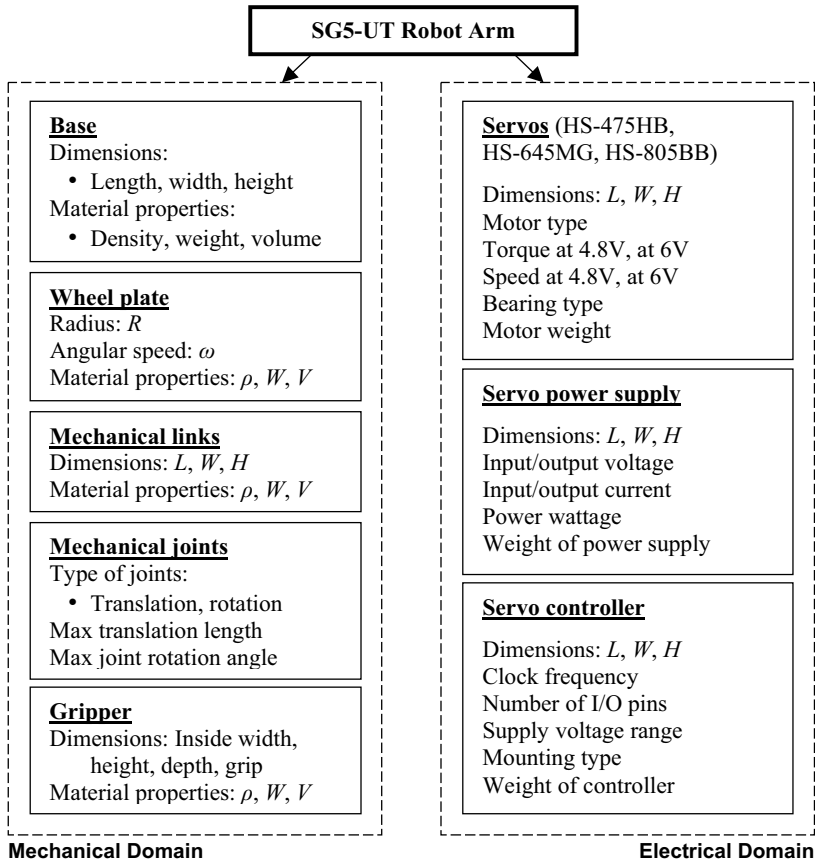 SG5-UT Robot Arm
Base
Dimensions:
• Length, width, height
Material properties:
• Density, weight, volume
Wheel plate
Radius: R
Angular speed: ω
Material properties: ρ, W, V
Mechanical links
Dimensions: L, W, H
Material properties: ρ, W, V
Mechanical joints
Type of joints:
• Translation, rotation
Max translation length
Max joint rotation angle
Gripper
Dimensions: Inside width,
height, depth, grip
Material properties: ρ, W, V
Mechanical Domain
Servos (HS-475HB,
HS-645MG, HS-805BB)
Dimensions: L, W, H
Motor type
Torque at 4.8V, at 6V
Speed at 4.8V, at 6V
Bearing type
Motor weight
Servo power supply
Dimensions: L, W, H
Input/output voltage
Input/output current
Power wattage
Weight of power supply
Servo controller
Dimensions: L, W, H
Clock frequency
Number of I/O pins
Supply voltage range
Mounting type
Weight of controller
Electrical Domain